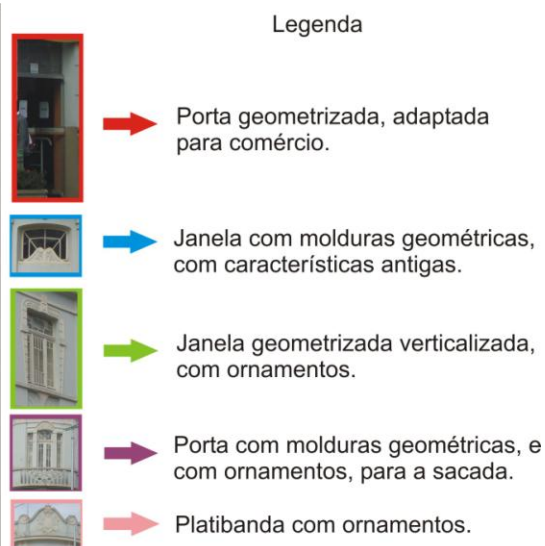 Legenda
Porta geometrizada, adaptada
para comércio.
Janela com molduras geométricas,
com característicás antigas.
Janela geometrizada verticalizada,
com ornamentos.
Porta com molduras geométricas, e
com ornamentos, para a sacada.
Platibanda com ornamentos.